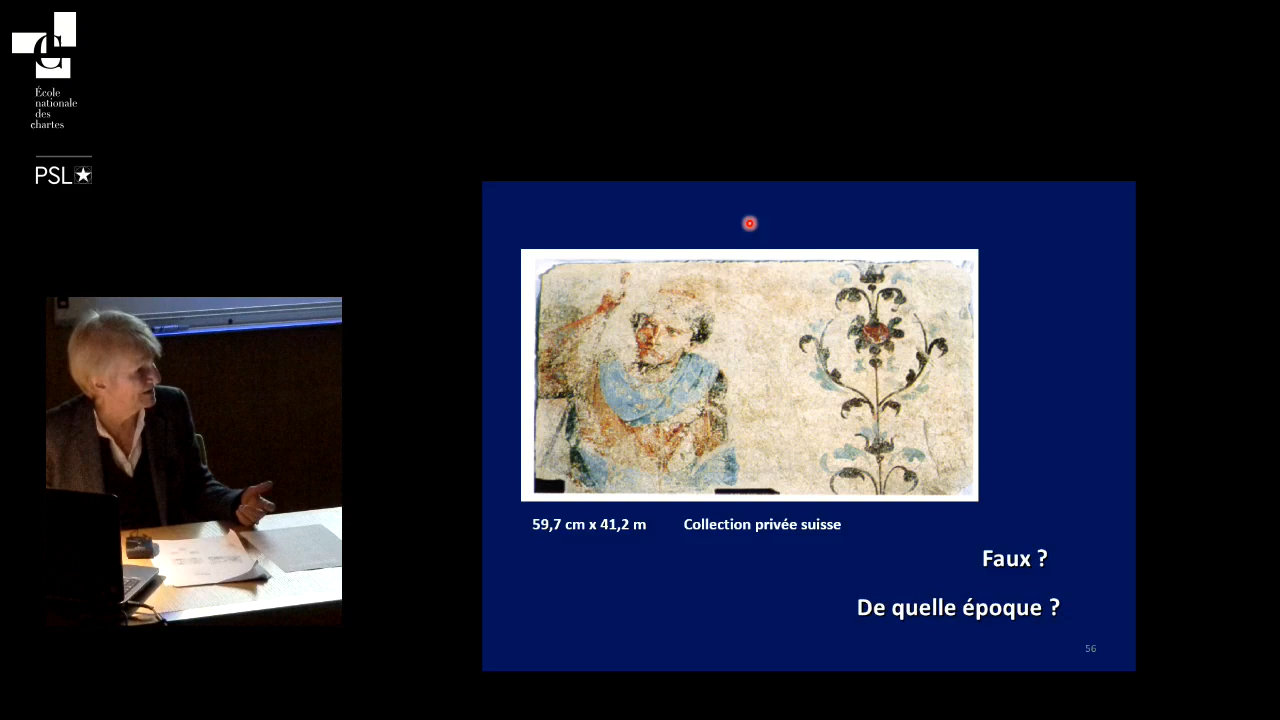 École
nationale
des
chartes
PSL
59,7 cm x 41,2 m Collection privée suisse
Faux ?
De quelle époque ?
56